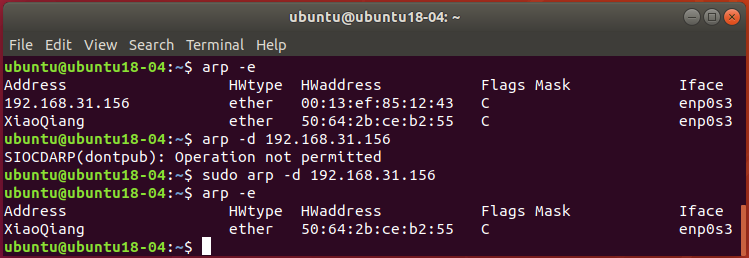 ubuntu@ubuntu18-04: ~
File Edit View Search Terminal Help
ubuntu@ubuntu18-04:~$ arp -e
Address HWtype HWaddress Flags Mask Iface
192.168.31.156 ether 00:13:ef:85:12:43 C enp0s3
XiaoQiang ether 50:64:2b:ce:b2:55 C enp0s3
ubuntu@ubuntu18-04:~$ arp -d 192.168.31.156
SIOCDARP(dontpub): Operation not permitted
ubuntu@ubuntu18-04:~$ sudo arp -d 192.168.31.156
ubuntu@ubuntu18-04:~$ arp -e
Address HWtype HWaddress Flags Mask Iface
XiaoQiang ether 50:64:2b:ce:b2:55 C enp0s3
ubuntu@ubuntu18-04:~$